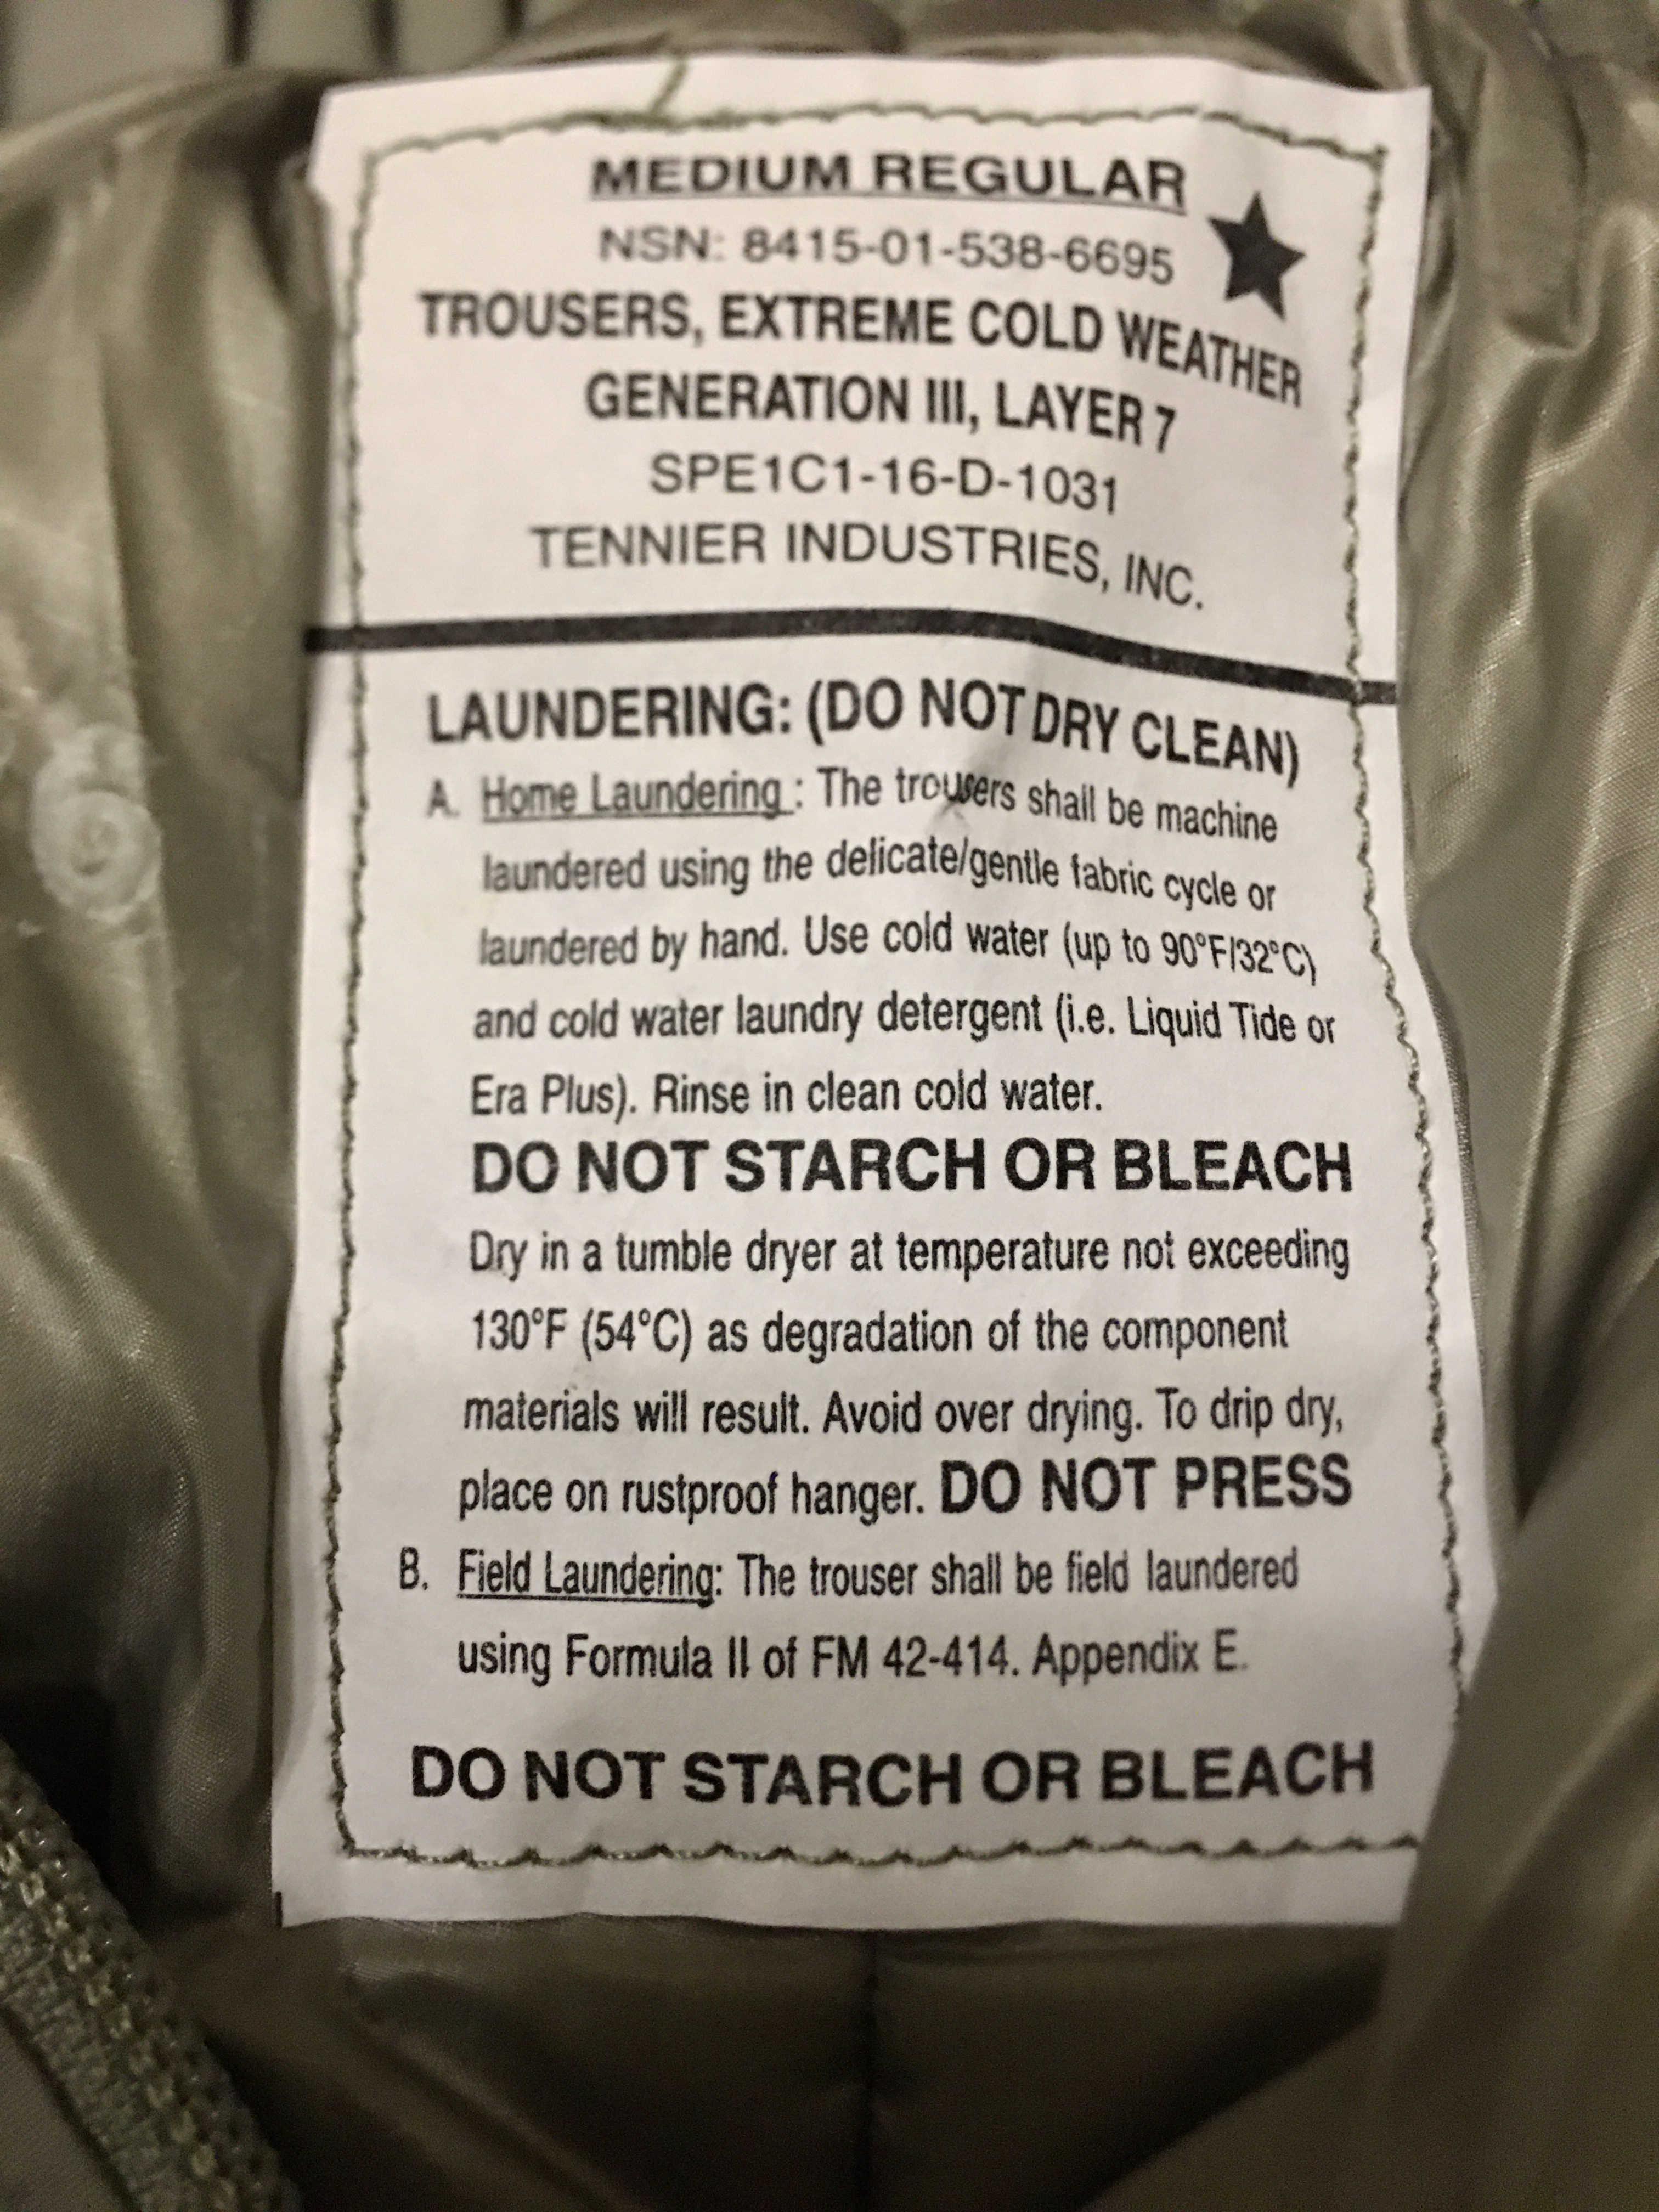 MEDIUM REGULAR
NSN: 8415-01-538-6695
TROUSERS, EXTREME COLD WEATHER
GENERATION III, LAYER 7
SPE1C1-16-D-1031
TENNIER INDUSTRIES, INC.
LAUNDERING: (DO NOT DRY CLEAN)
A. Home Laundering : The trousers shall be machine
laundered using the delicate/gentle fabric cycle or
laundered by hand. Use cold water (up to 90°F/32°C)
and cold water laundry detergent (i.e. Liquid Tide or
Era Plus). Rinse in clean cold water.
DO NOT STARCH OR BLEACH
Dry in a tumble dryer at temperature not exceeding
130°F (54°C) as degradation of the component
materials will result. Avoid over drying. To drip dry,
place on rustproof hanger. DO NOT PRESS
B. Field Laundering: The trouser shall be field laundered
using Formula II of FM 42-414. Appendix E.
DO NOT STARCH OR BLEACH